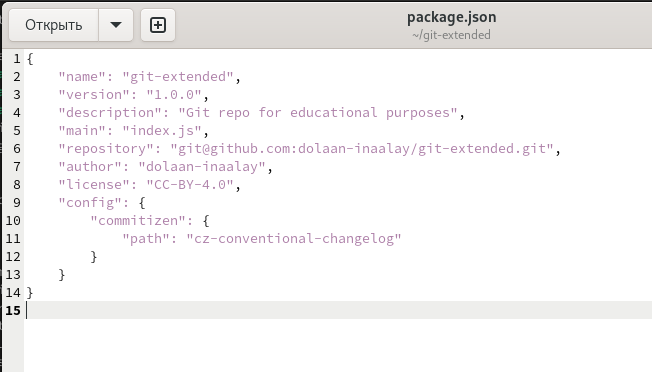 Открыть
package.json
~/git-extended
1 {
2     "name": "git-extended",
3     "version": "1.0.0",
4     "description": "Git repo for educational purposes",
5     "main": "index.js",
6     "repository": "git@github.com:dolaan-inaalay/git-extended.git",
7     "author": "dolaan-inaalay",
8     "license": "CC-BY-4.0",
9     "config": {
10         "commitizen": {
11             "path": "cz-conventional-changelog"
12         }
13     }
14 }
15